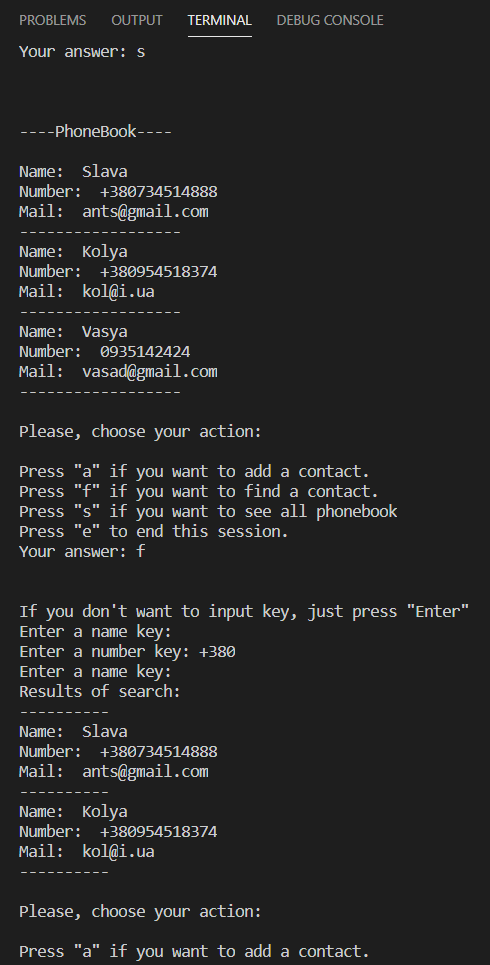 PROBLEMS OUTPUT TERMINAL DEBUG CONSOLE
Your answer: s
----PhoneBook----
Name:  Slava
Number:  +380734514888
Mail:  ants@gmail.com
------------------
Name:  Kolya
Number:  +380954518374
Mail:  kol@i.ua
------------------
Name:  Vasya
Number:  0935142424
Mail:  vasad@gmail.com
------------------
Please, choose your action:
Press "a" if you want to add a contact.
Press "f" if you want to find a contact.
Press "s" if you want to see all phonebook
Press "e" to end this session.
Your answer: f
If you don't want to input key, just press "Enter"
Enter a name key:
Enter a number key: +380
Enter a name key:
Results of search:
----------
Name:  Slava
Number:  +380734514888
Mail:  ants@gmail.com
----------
Name:  Kolya
Number:  +380954518374
Mail:  kol@i.ua
----------
Please, choose your action:
Press "a" if you want to add a contact.